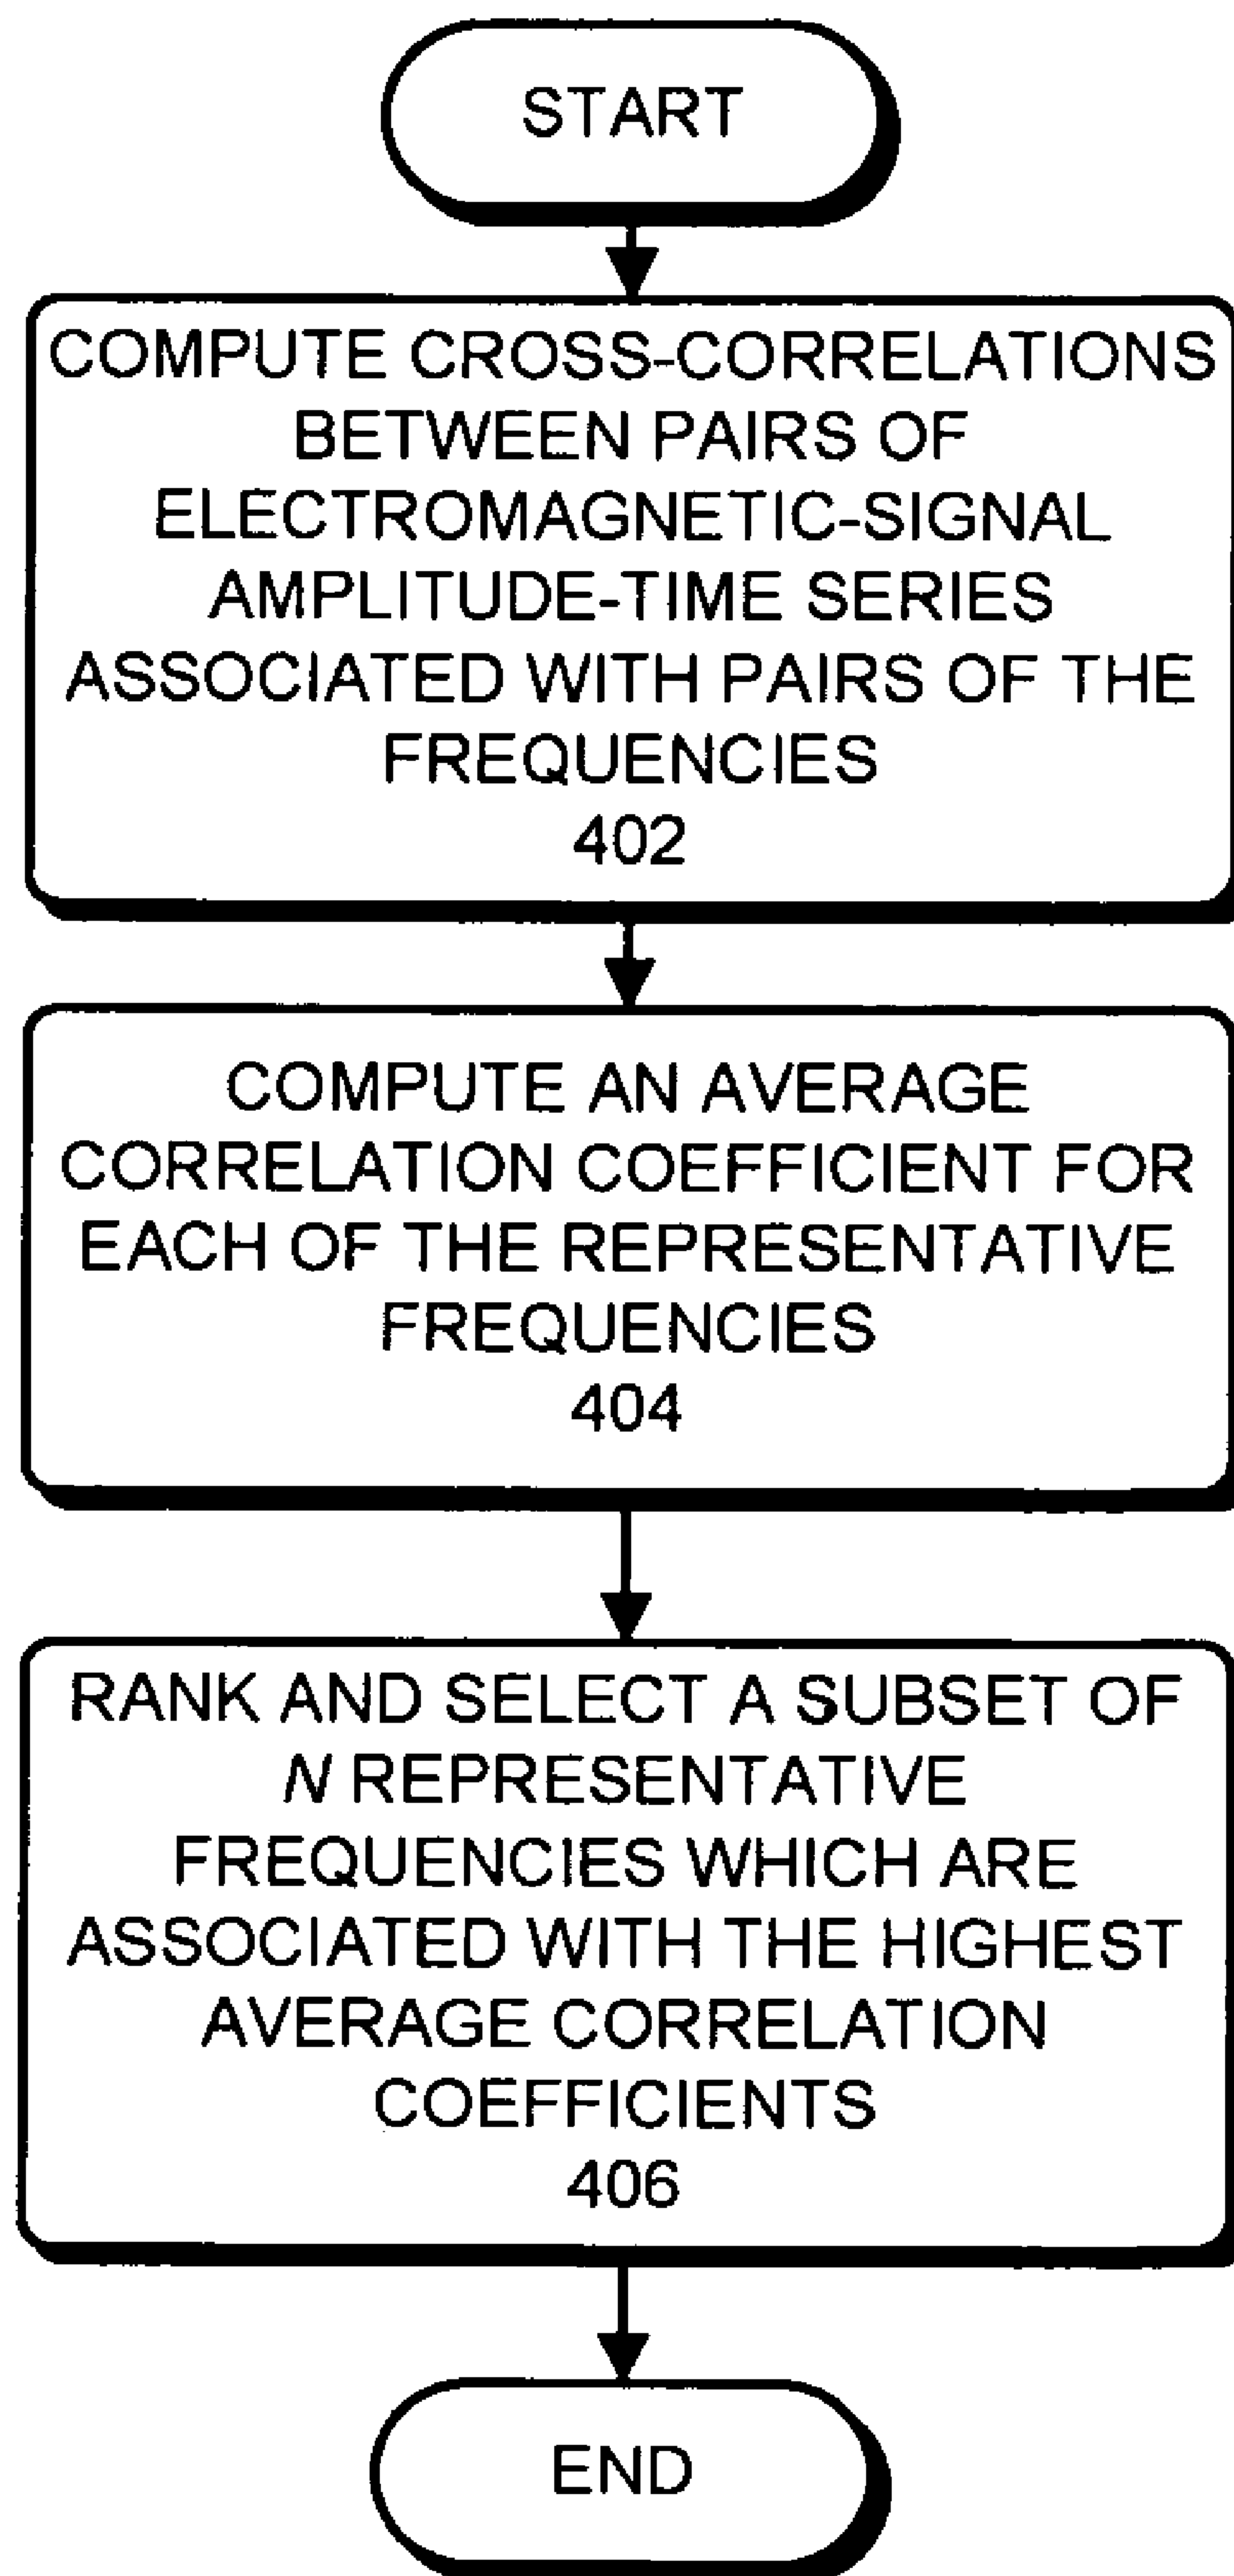 START
COMPUTE CROSS-CORRELATIONS
BETWEEN PAIRS OF
ELECTROMAGNETIC-SIGNAL
AMPLITUDE-TIME SERIES
ASSOCIATED WITH PAIRS OF THE
FREQUENCIES
402
COMPUTE AN AVERAGE
CORRELATION COEFFICIENT FOR
EACH OF THE REPRESENTATIVE
FREQUENCIES
404
RANK AND SELECT A SUBSET OF
N REPRESENTATIVE
FREQUENCIES WHICH ARE
ASSOCIATED WITH THE HIGHEST
AVERAGE CORRELATION
COEFFICIENTS
406
END